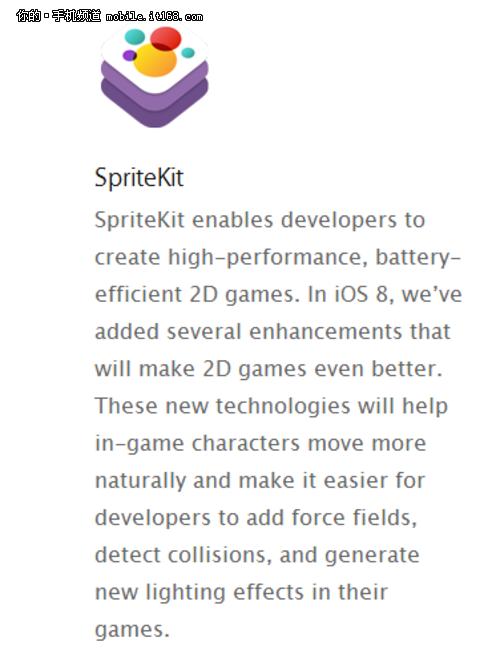 你的·手机频道 mobile.it168.com
SpriteKit
SpriteKit enables developers to
create high-performance, battery-
efficient 2D games. In iOS 8, we’ve
added several enhancements that
will make 2D games even better.
These new technologies will help
in-game characters move more
naturally and make it easier for
developers to add force fields,
detect collisions, and generate
new lighting effects in their
games.